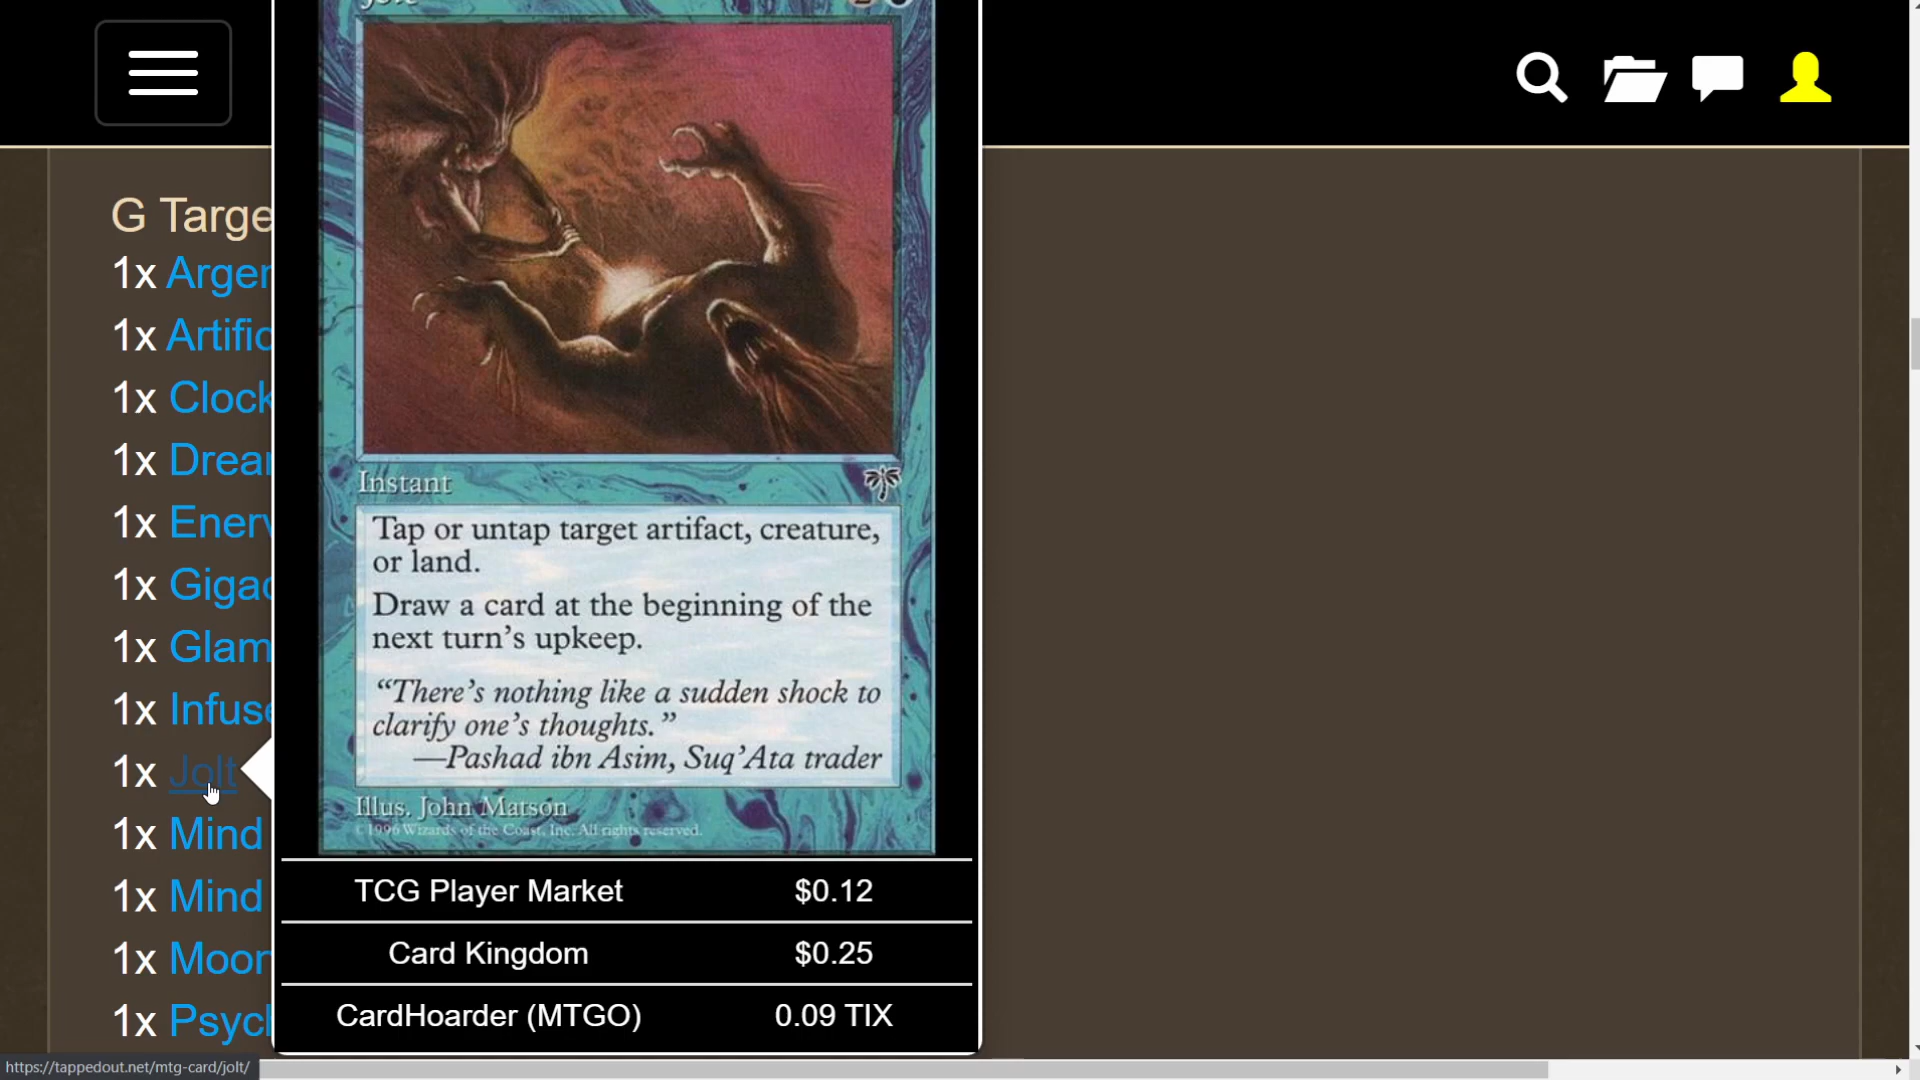 G Targe
1x Arger
1x Artific
1x Clock
1x Drear
1x Enerv
1x Gigad
1x Glam
1x Infuse
1x Jolt
1x Mind
1x Mind
1x Moor
1x Psych
Instant
Tap or untap target artifact, creature,
or land.
Draw a card at the beginning of the
next turn's upkeep.
“There's nothing like a sudden shock to
clarify one's thoughts.”
—Pashad ibn Asim, Suq'Ata trader
Illus. John Matson
©1996 Wizards of the Coast, Inc. All rights reserved.
TCG Player Market $0.12
Card Kingdom $0.25
CardHoarder (MTGO) 0.09 TIX
https://tappedout.net/mtg-card/jolt/